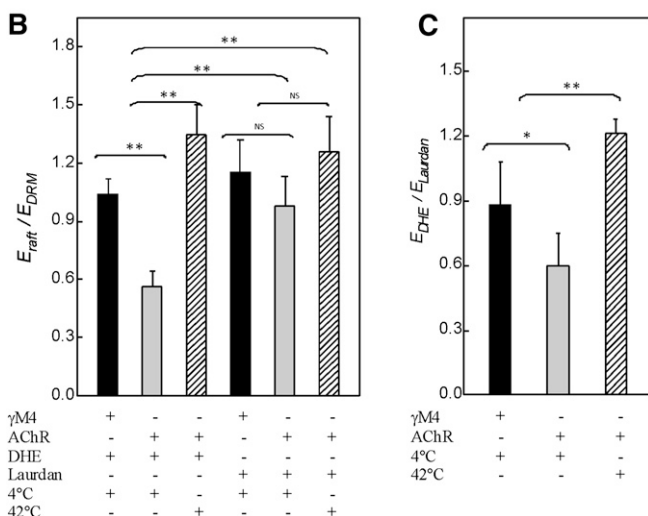 B
E_raft / E_DRM
1.5
1.2
0.9
0.6
0.3
0.0
**
**
**
**
NS
NS
γM4 + - - + - -
AChR - + + - + +
DHE + + + - - -
Laurdan - - - + + +
4°C + + - + + -
42°C - - + - - +
C
E_DHE / E_Laurdan
1.5
1.2
0.9
0.6
0.3
0.0
**
*
γM4 + - -
AChR - + +
4°C + + -
42°C - - +